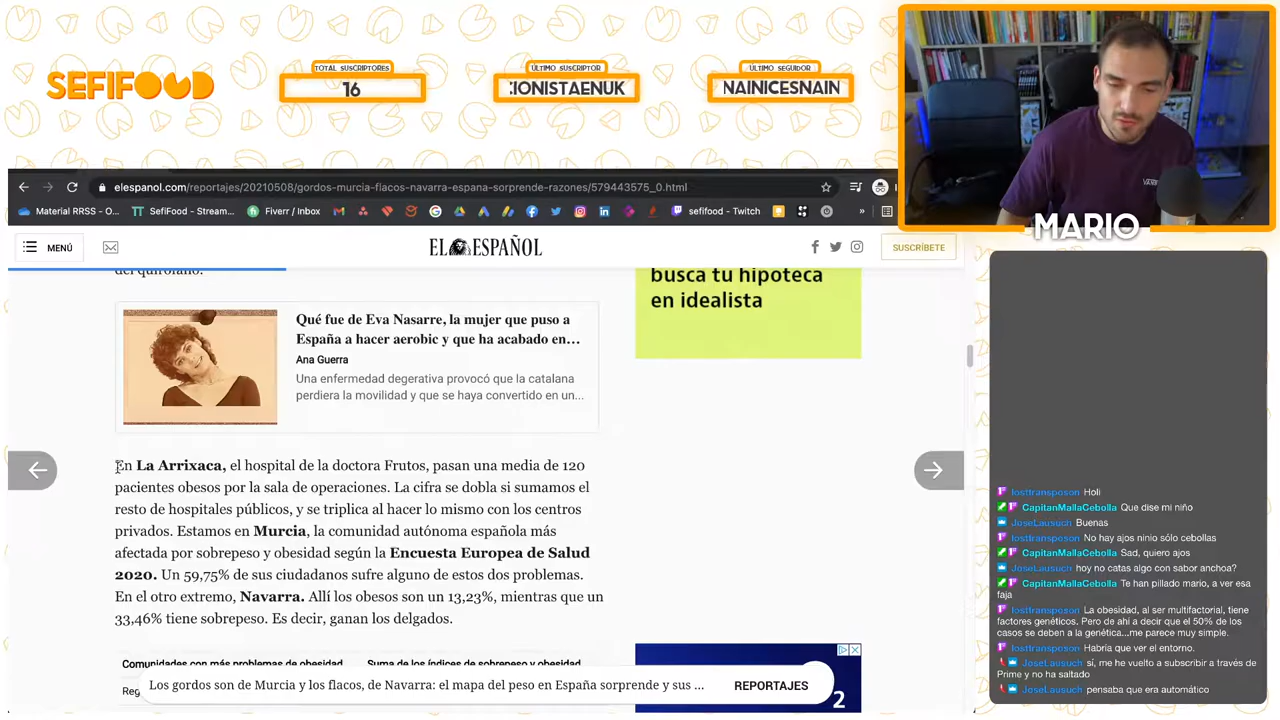 SEFIFOOD
TOTAL SUSCRIPTORES
16
ÚLTIMO SUSCRIPTOR
:IONISTAENUK
ÚLTIMO SEGUIDOR
NAINICESNAIN
elespanol.com/reportajes/20210508/gordos-murcia-flacos-navarra-espana-sorprende-razones/579443575_0.html
Material RRSS - O...
SefiFood - Stream...
Fiverr / Inbox
sefifood - Twitch
»
MARIO
MENÚ
EL ESPAÑOL
SUSCRÍBETE
del quirófano.
busca tu hipoteca
en idealista
Qué fue de Eva Nasarre, la mujer que puso a
España a hacer aerobic y que ha acabado en...
Ana Guerra
Una enfermedad degerativa provocó que la catalana
perdiera la movilidad y que se haya convertido en un...
En La Arrixaca, el hospital de la doctora Frutos, pasan una media de 120
pacientes obesos por la sala de operaciones. La cifra se dobla si sumamos el
resto de hospitales públicos, y se triplica al hacer lo mismo con los centros
privados. Estamos en Murcia, la comunidad autónoma española más
afectada por sobrepeso y obesidad según la Encuesta Europea de Salud
2020. Un 59,75% de sus ciudadanos sufre alguno de estos dos problemas.
En el otro extremo, Navarra. Allí los obesos son un 13,23%, mientras que un
33,46% tiene sobrepeso. Es decir, ganan los delgados.
Comunidades con más problemas de obesidad
Suma de los índices de sobrepeso y obesidad
Reg
Los gordos son de Murcia y los flacos, de Navarra: el mapa del peso en España sorprende y sus ...
REPORTAJES
2
losttransposon Holi
CapitanMallaCebolla Que dise mi niño
JoseLausuch Buenas
losttransposon No hay ajos ninio sólo cebollas
CapitanMallaCebolla Sad, quiero ajos
JoseLausuch hoy no catas algo con sabor anchoa?
CapitanMallaCebolla Te han pillado mario, a ver esa
faja
losttransposon La obesidad, al ser multifactorial, tiene
factores genéticos. Pero de ahi a decir que el 50% de los
casos se deben a la genética...me parece muy simple.
losttransposon Habría que ver el entorno.
JoseLausuch sí, me he vuelto a subscribir a través de
Prime y no ha saltado
JoseLausuch pensaba que era automático